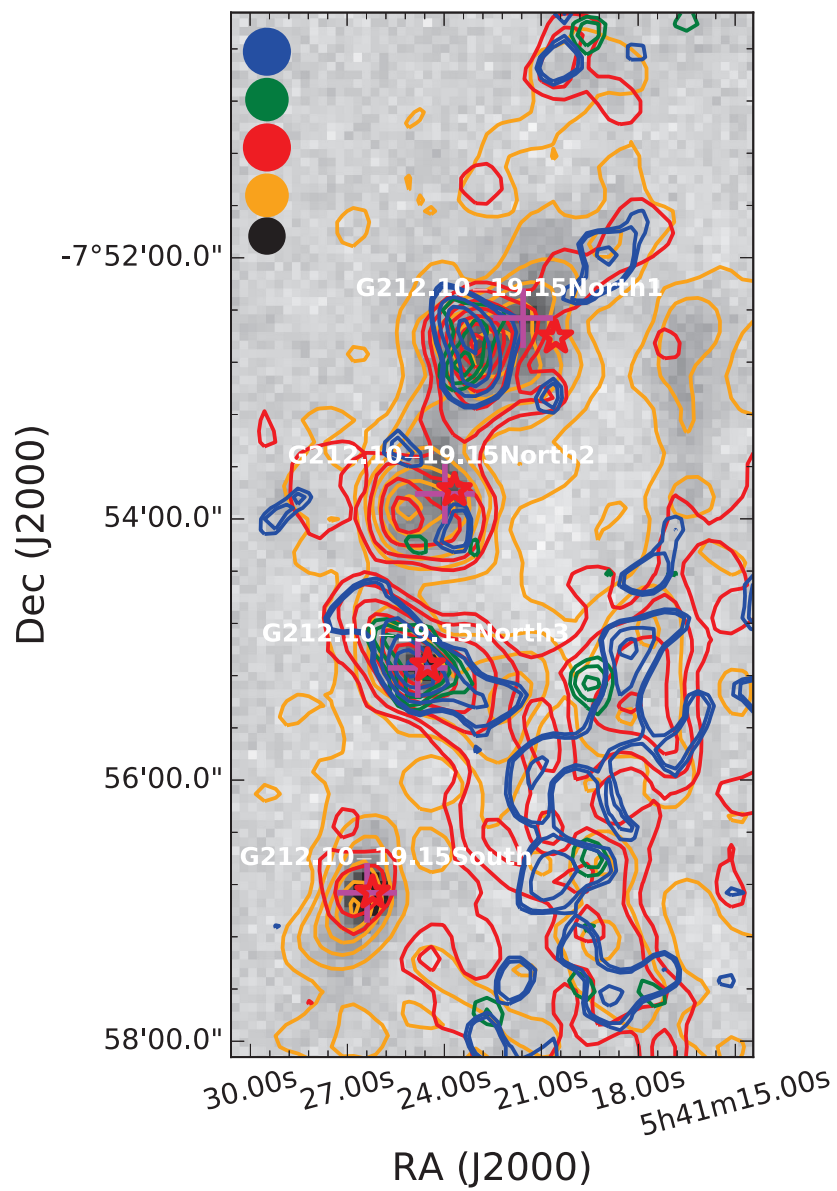 -7°52'00.0"
G212.10−19.15North1
G212.10−19.15North2
54'00.0"
G212.10−19.15North3
56'00.0"
G212.10−19.15South
58'00.0"
30.00s
27.00s
24.00s
21.00s
18.00s
5h41m15.00s
Dec (J2000)
RA (J2000)